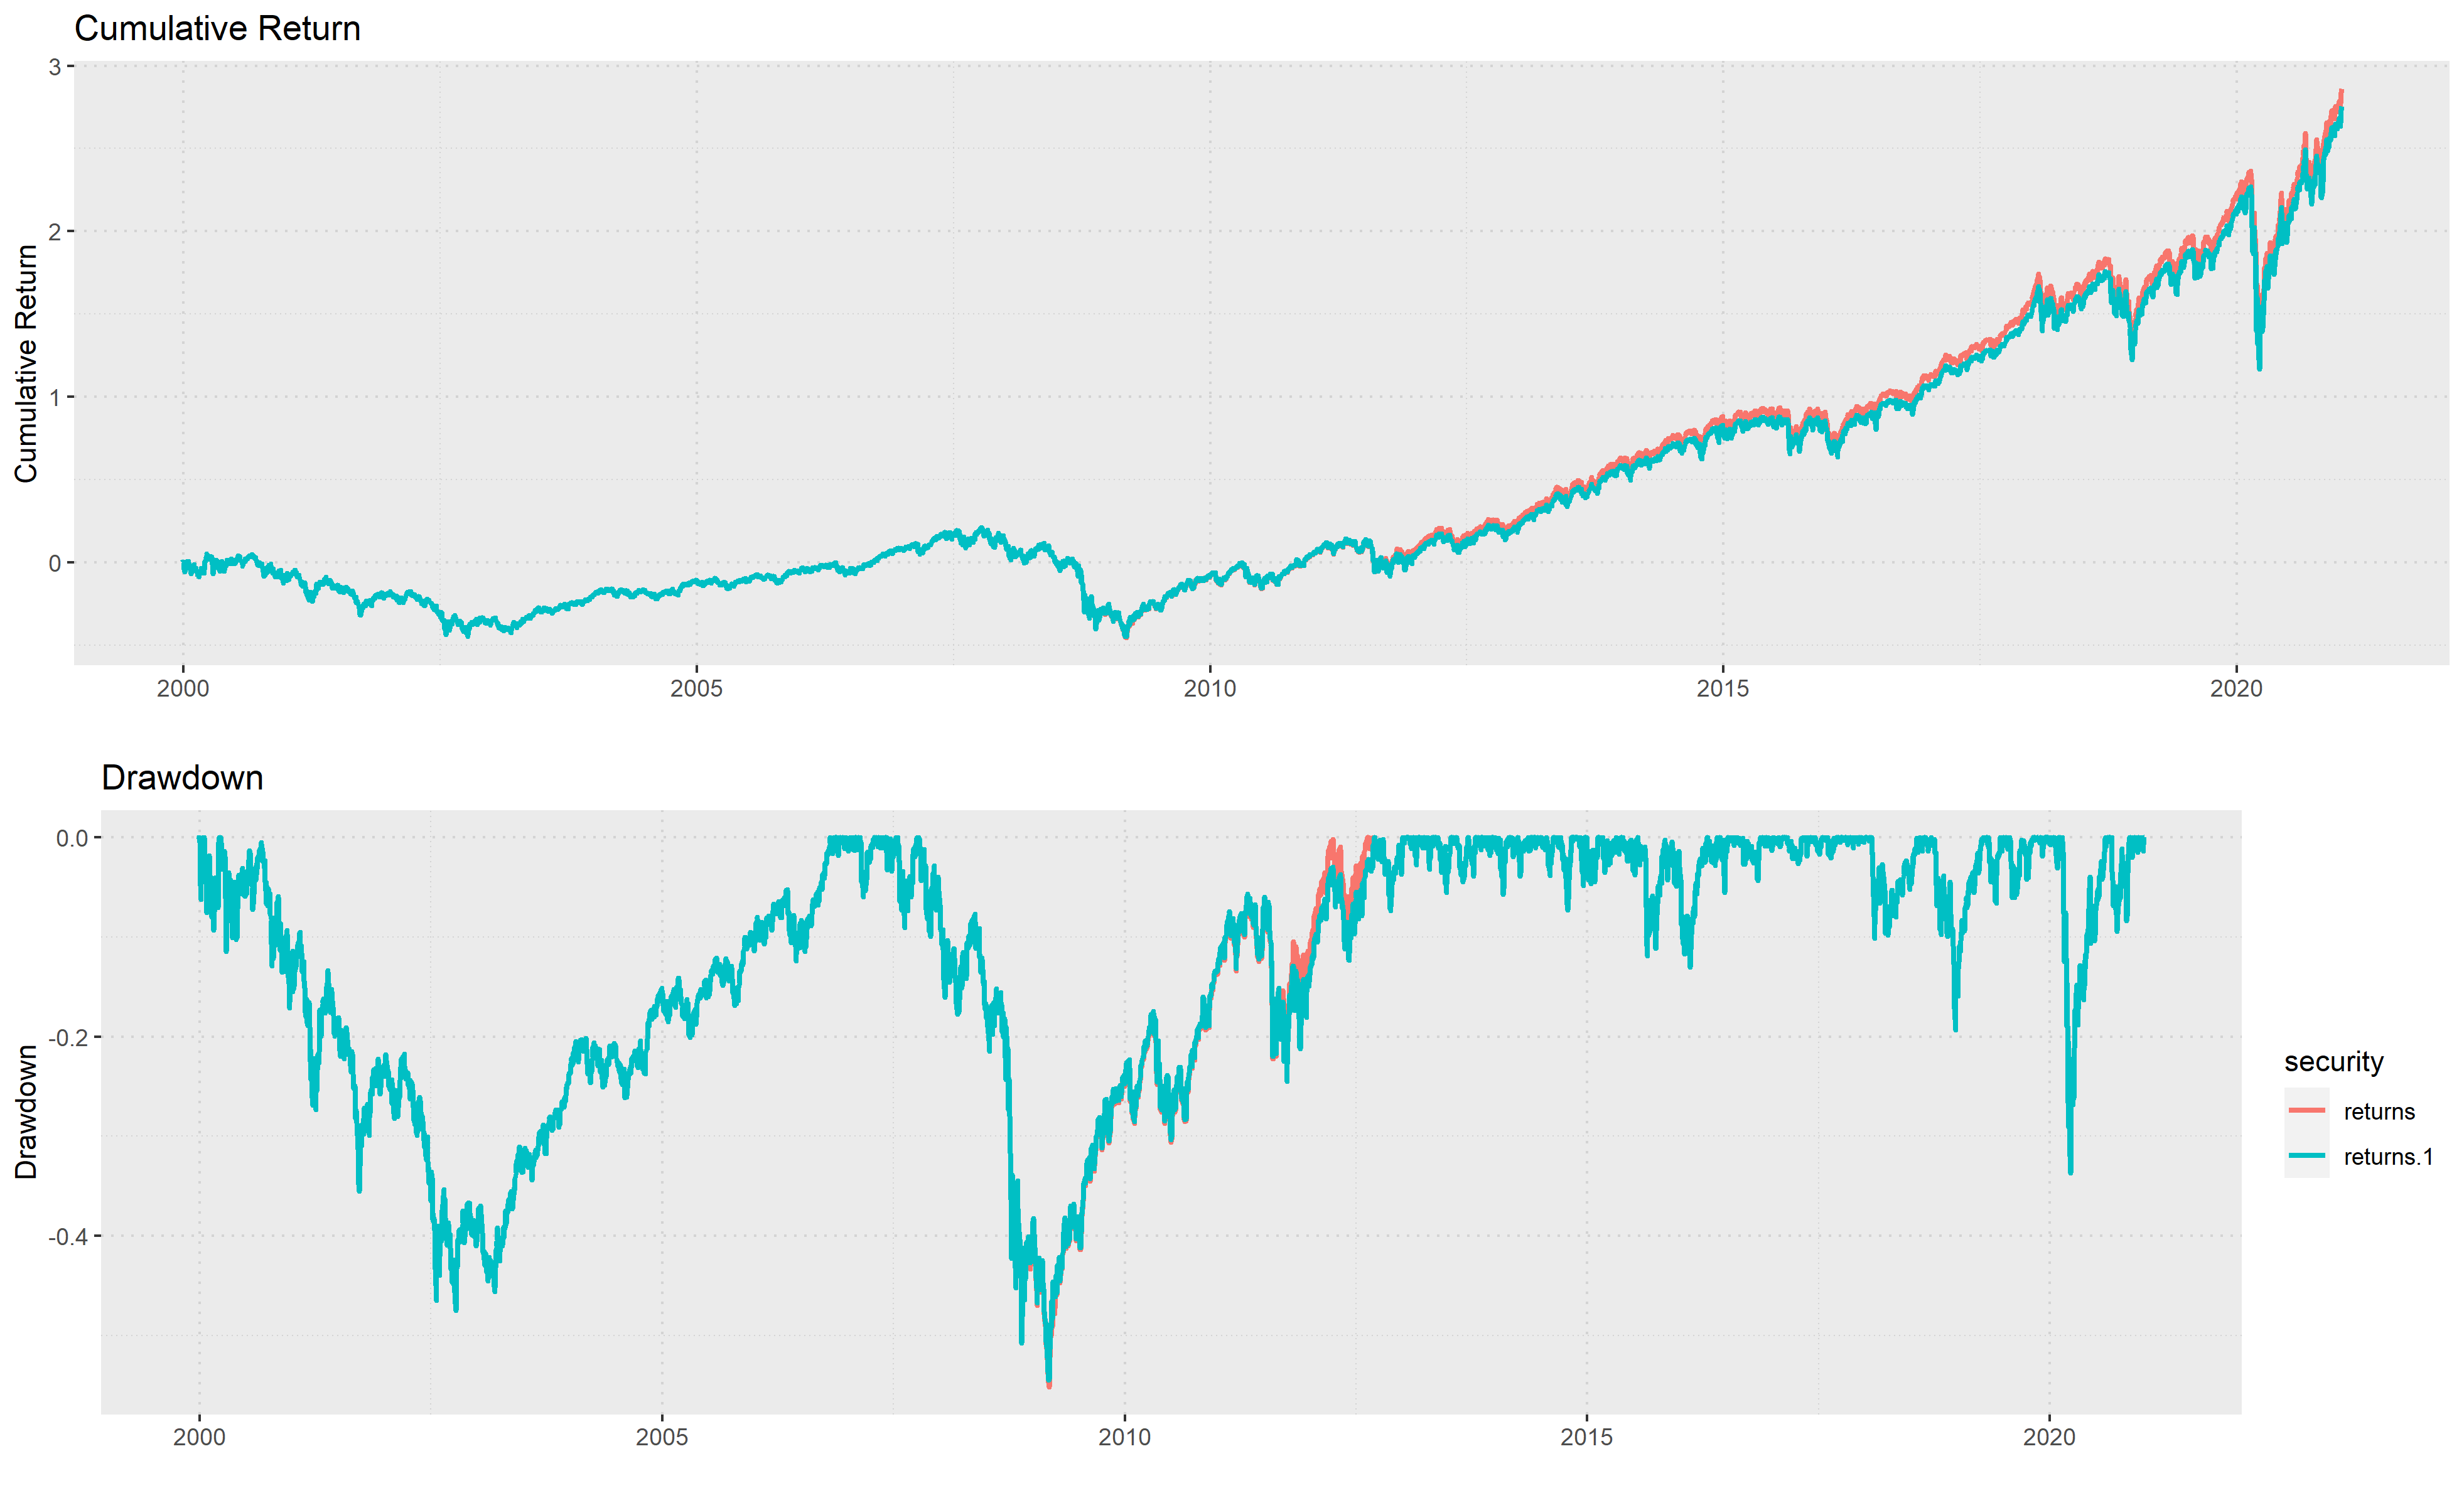 Cumulative Return
Cumulative Return
3
2
1
0
2000 2005 2010 2015 2020
Drawdown
Drawdown
0.0
-0.2
-0.4
2000 2005 2010 2015 2020
security
returns
returns.1